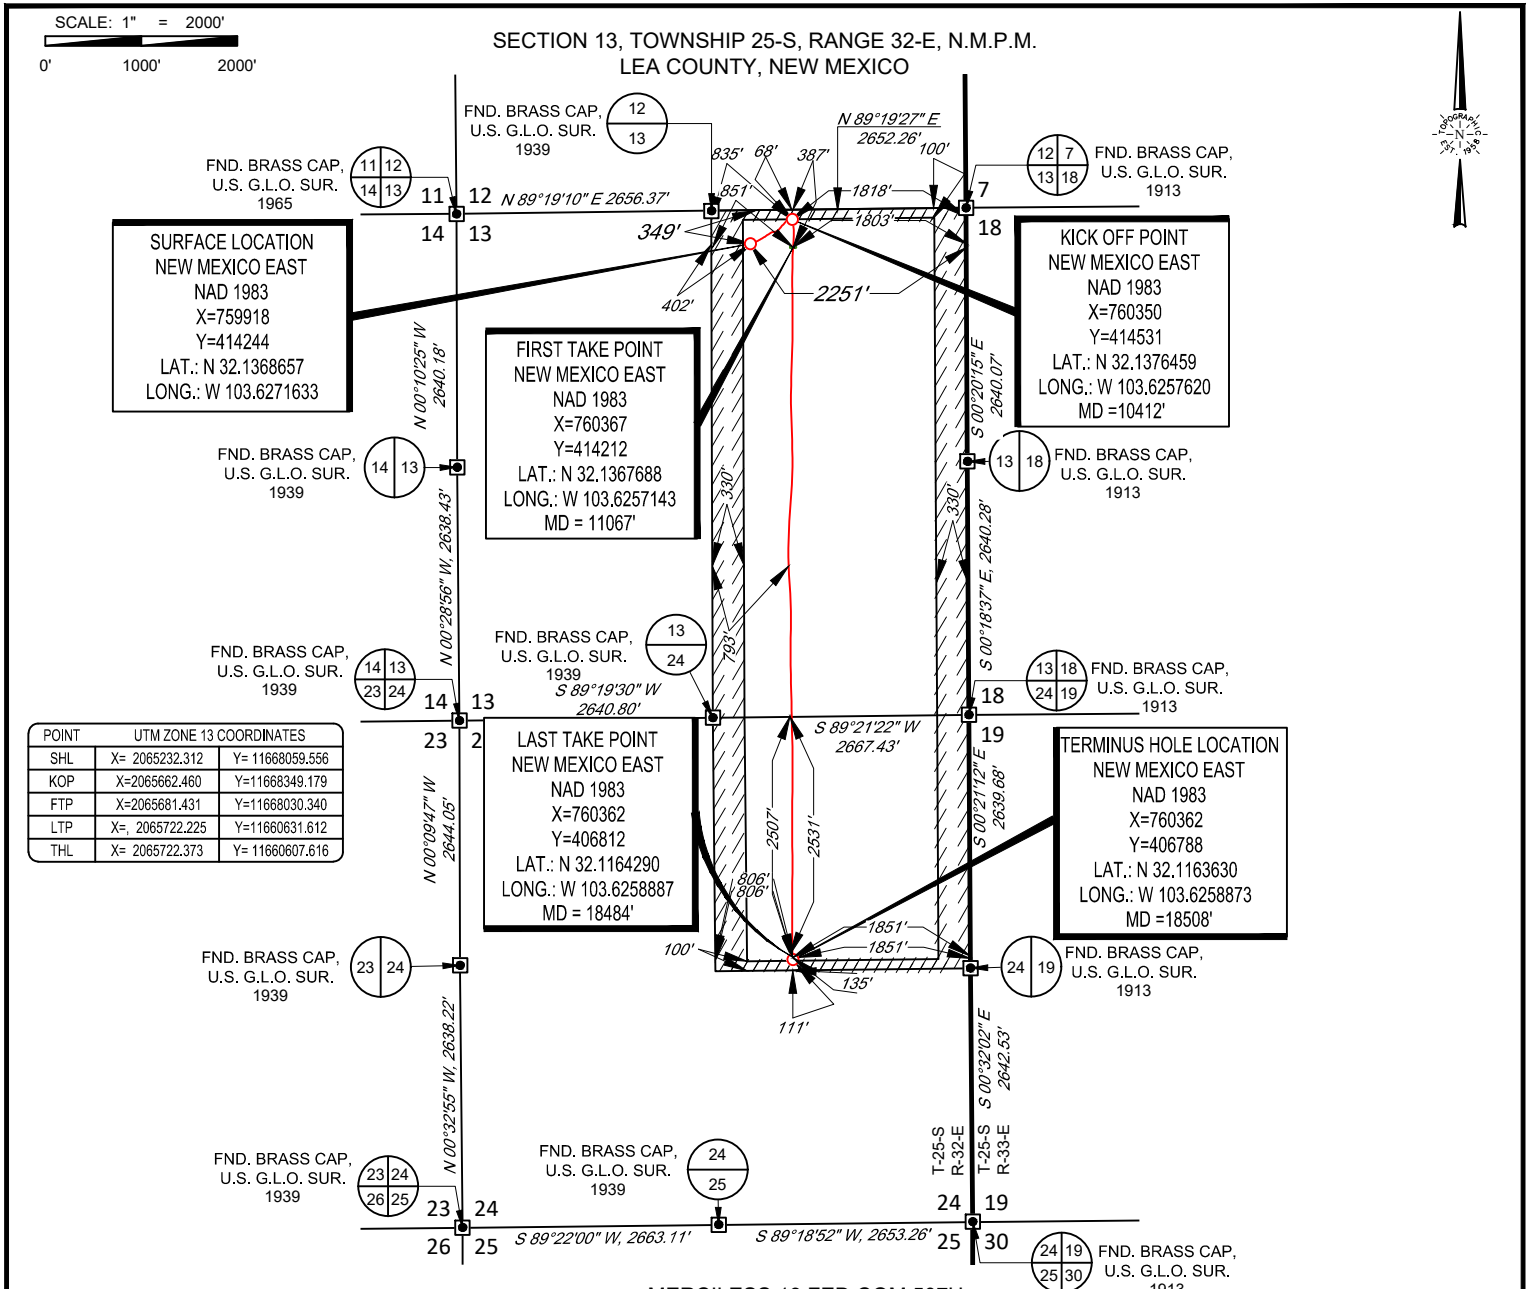 SCALE: 1" = 2000'
0' 1000' 2000'
SECTION 13, TOWNSHIP 25-S, RANGE 32-E, N.M.P.M.
LEA COUNTY, NEW MEXICO
TOPOGRAPHIC
N
EST. 1958
FND. BRASS CAP,
U.S. G.L.O. SUR.
1939
12
13
N 89°19'27" E
2652.26'
FND. BRASS CAP,
U.S. G.L.O. SUR.
1965
11 12
14 13
12 7
13 18
FND. BRASS CAP,
U.S. G.L.O. SUR.
1913
835' 68' 387' 100'
851' 1818'
1803'
11 12
14 13
N 89°19'10" E 2656.37'
7
18
349'
402'
2251'
SURFACE LOCATION
NEW MEXICO EAST
NAD 1983
X=759918
Y=414244
LAT.: N 32.1368657
LONG.: W 103.6271633
KICK OFF POINT
NEW MEXICO EAST
NAD 1983
X=760350
Y=414531
LAT.: N 32.1376459
LONG.: W 103.6257620
MD =10412'
FIRST TAKE POINT
NEW MEXICO EAST
NAD 1983
X=760367
Y=414212
LAT.: N 32.1367688
LONG.: W 103.6257143
MD = 11067'
N 00°10'25" W
2640.18'
S 00°20'15" E
2640.07'
FND. BRASS CAP,
U.S. G.L.O. SUR.
1939
14 13
13 18
FND. BRASS CAP,
U.S. G.L.O. SUR.
1913
330'
330'
N 00°28'56" W, 2638.43'
S 00°18'37" E, 2640.28'
793'
FND. BRASS CAP,
U.S. G.L.O. SUR.
1939
14 13
23 24
FND. BRASS CAP,
U.S. G.L.O. SUR.
1939
13
24
13 18
24 19
FND. BRASS CAP,
U.S. G.L.O. SUR.
1913
14 13
23 2
S 89°19'30" W
2640.80'
S 89°21'22" W
2667.43'
18
19
POINT UTM ZONE 13 COORDINATES
SHL X= 2065232.312 Y= 11668059.556
KOP X=2065662.460 Y=11668349.179
FTP X=2065681.431 Y=11668030.340
LTP X=, 2065722.225 Y=11660631.612
THL X= 2065722.373 Y= 11660607.616
LAST TAKE POINT
NEW MEXICO EAST
NAD 1983
X=760362
Y=406812
LAT.: N 32.1164290
LONG.: W 103.6258887
MD = 18484'
TERMINUS HOLE LOCATION
NEW MEXICO EAST
NAD 1983
X=760362
Y=406788
LAT.: N 32.1163630
LONG.: W 103.6258873
MD =18508'
N 00°09'47" W
2644.05'
S 00°21'12" E
2639.68'
2507' 2531'
806'
806'
1851'
1851'
100'
135'
111'
FND. BRASS CAP,
U.S. G.L.O. SUR.
1939
23 24
24 19
FND. BRASS CAP,
U.S. G.L.O. SUR.
1913
N 00°32'55" W, 2638.22'
S 00°32'02" E
2642.53'
T-25-S
R-32-E
T-25-S
R-33-E
FND. BRASS CAP,
U.S. G.L.O. SUR.
1939
23 24
26 25
FND. BRASS CAP,
U.S. G.L.O. SUR.
1939
24
25
23 24
26 25
S 89°22'00" W, 2663.11'
S 89°18'52" W, 2653.26'
24 19
25 30
24 19
25 30
FND. BRASS CAP,
U.S. G.L.O. SUR.
1913